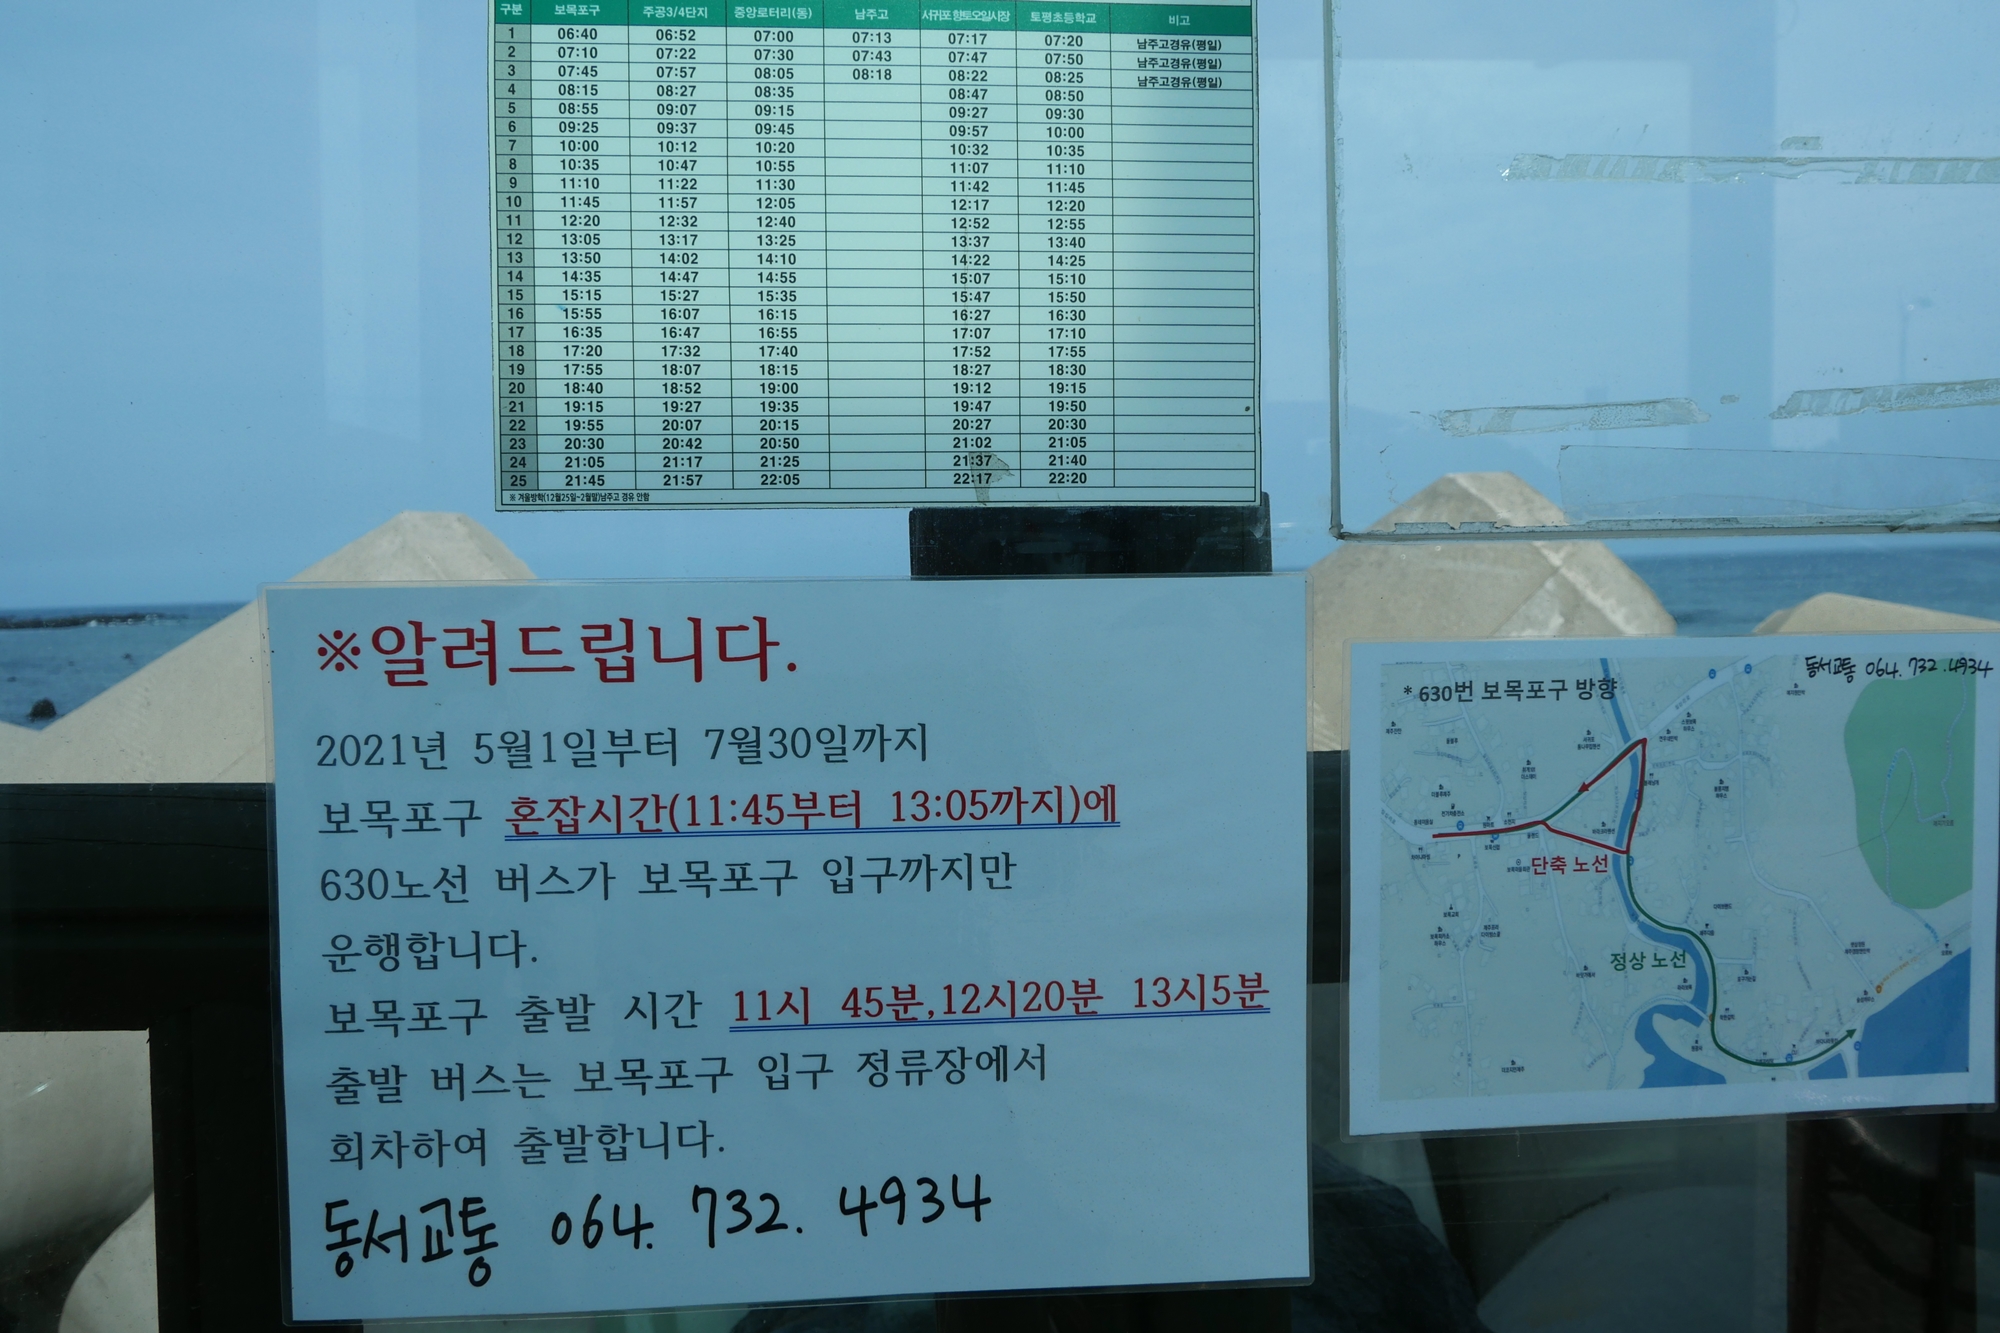 구분 보목포구 주공3/4단지 중앙로터리(동) 남주고 서귀포향토오일시장 토평초등학교 비고
1 06:40 06:52 07:00 07:13 07:17 07:20 남주고경유(평일)
2 07:10 07:22 07:30 07:43 07:47 07:50 남주고경유(평일)
3 07:45 07:57 08:05 08:18 08:22 08:25 남주고경유(평일)
4 08:15 08:27 08:35 08:47 08:50
5 08:55 09:07 09:15 09:27 09:30
6 09:25 09:37 09:45 09:57 10:00
7 10:00 10:12 10:20 10:32 10:35
8 10:35 10:47 10:55 11:07 11:10
9 11:10 11:22 11:30 11:42 11:45
10 11:45 11:57 12:05 12:17 12:20
11 12:20 12:32 12:40 12:52 12:55
12 13:05 13:17 13:25 13:37 13:40
13 13:50 14:02 14:10 14:22 14:25
14 14:35 14:47 14:55 15:07 15:10
15 15:15 15:27 15:35 15:47 15:50
16 15:55 16:07 16:15 16:27 16:30
17 16:35 16:47 16:55 17:07 17:10
18 17:20 17:32 17:40 17:52 17:55
19 17:55 18:07 18:15 18:27 18:30
20 18:40 18:52 19:00 19:12 19:15
21 19:15 19:27 19:35 19:47 19:50
22 19:55 20:07 20:15 20:27 20:30
23 20:30 20:42 20:50 21:02 21:05
24 21:05 21:17 21:25 21:37 21:40
25 21:45 21:57 22:05 22:17 22:20
※ 겨울방학(12월25일~2월말)남주고 경유 안함
※알려드립니다.
2021년 5월1일부터 7월30일까지
보목포구 혼잡시간(11:45부터 13:05까지)에
630노선 버스가 보목포구 입구까지만
운행합니다.
보목포구 출발 시간 11시 45분,12시20분 13시5분
출발 버스는 보목포구 입구 정류장에서
회차하여 출발합니다.
동서교통 064. 732. 4934
동서교통 064. 732. 4934
* 630번 보목포구 방향
단축 노선
정상 노선